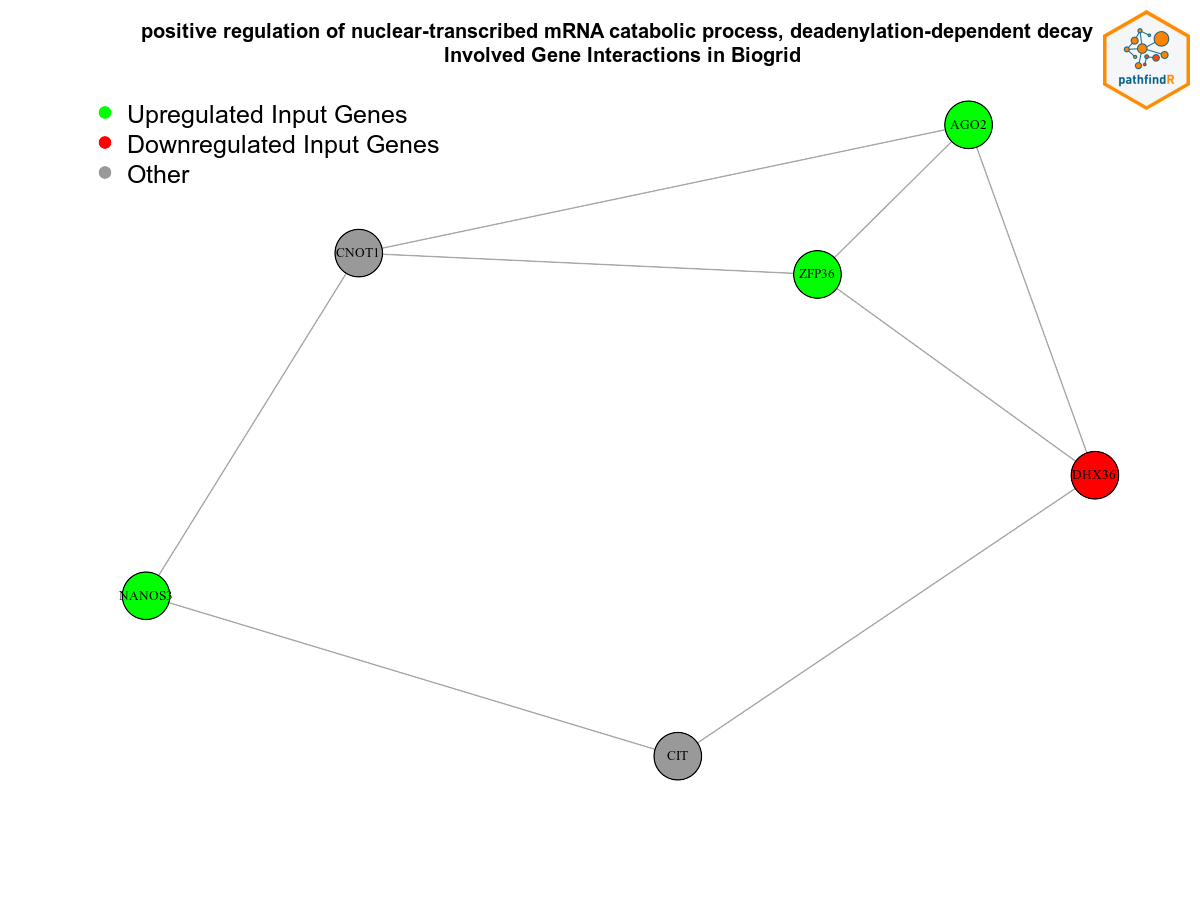 positive regulation of nuclear-transcribed mRNA catabolic process, deadenylation-dependent decay
Involved Gene Interactions in Biogrid
pathfindR
Upregulated Input Genes
Downregulated Input Genes
Other
AGO2
CNOT1
ZFP36
DHX36
NANOS3
CIT